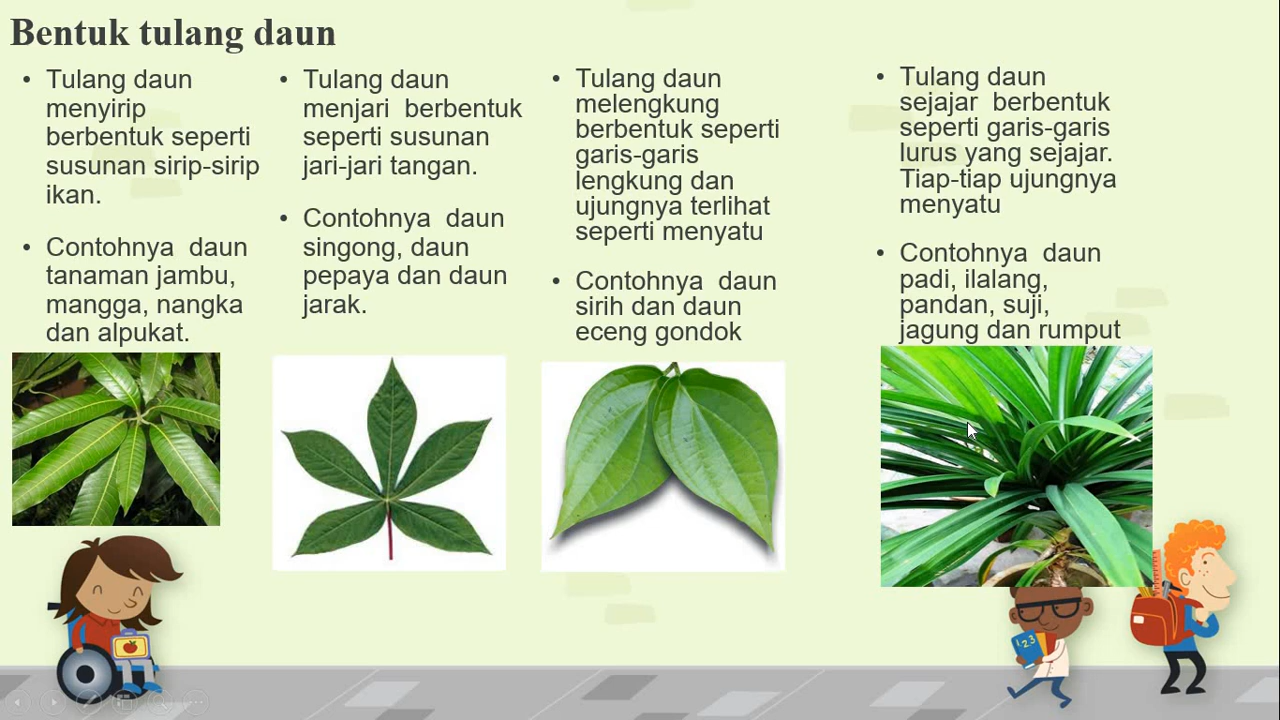 Bentuk tulang daun
• Tulang daun
menyirip
berbentuk seperti
susunan sirip-sirip
ikan.
• Contohnya daun
tanaman jambu,
mangga, nangka
dan alpukat.
• Tulang daun
menjari berbentuk
seperti susunan
jari-jari tangan.
• Contohnya daun
singong, daun
pepaya dan daun
jarak.
• Tulang daun
melengkung
berbentuk seperti
garis-garis
lengkung dan
ujungnya terlihat
seperti menyatu
• Contohnya daun
sirih dan daun
eceng gondok
• Tulang daun
sejajar berbentuk
seperti garis-garis
lurus yang sejajar.
Tiap-tiap ujungnya
menyatu
• Contohnya daun
padi, ilalang,
pandan, suji,
jagung dan rumput
123